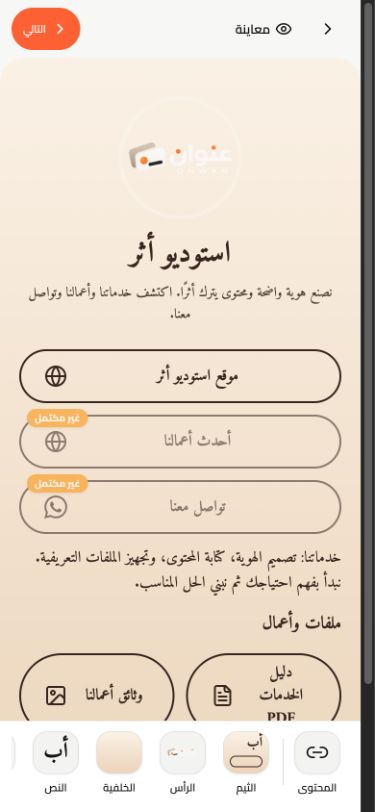 معاينة
التالي
عنوان
UNWAN
استوديو أثر
نصنع هوية واضحة ومحتوى يترك أثرًا. اكتشف خدماتنا وأعمالنا وتواصل
معنا.
موقع استوديو أثر
غير مكتمل
أحدث أعمالنا
غير مكتمل
تواصل معنا
خدماتنا: تصميم الهوية، كتابة المحتوى، وتجهيز الملفات التعريفية.
نبدأ بفهم احتياجك ثم نبني الحل المناسب.
ملفات وأعمال
دليل
الخدمات
PDF
وثائق أعمالنا
أب
أب
المحتوى
الثيم
الرأس
الخلفية
النص